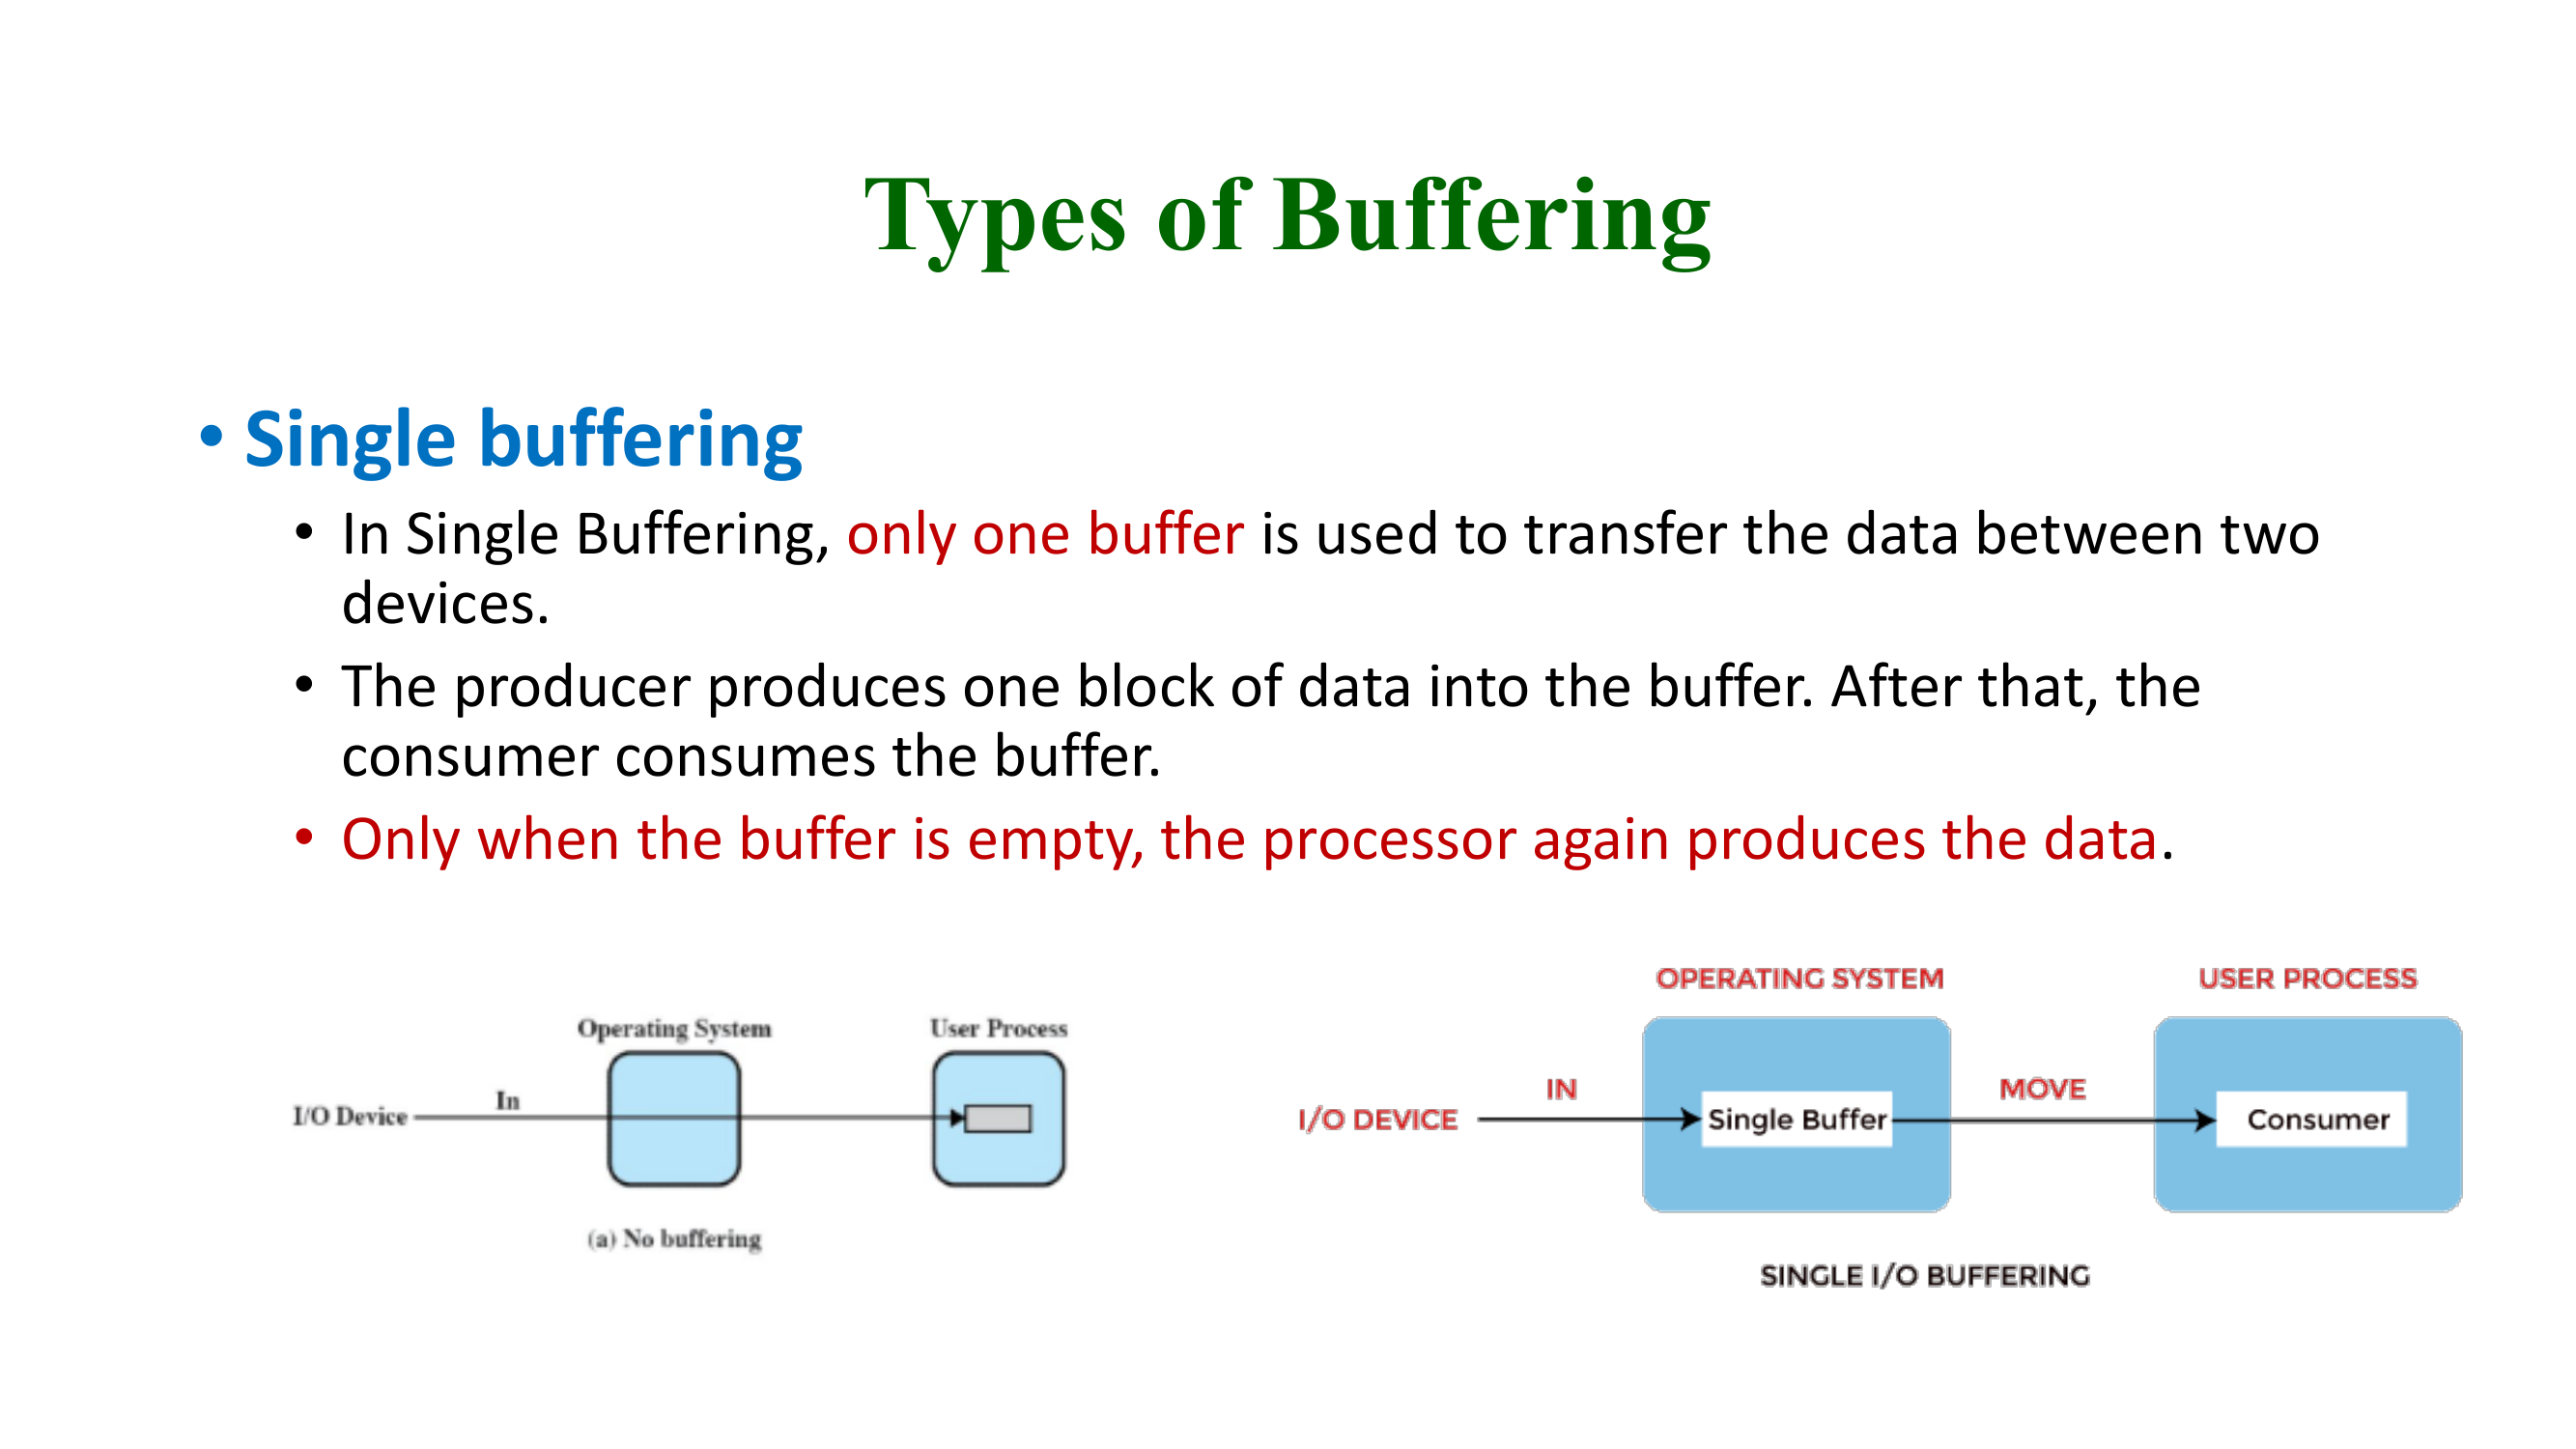 Types of Buffering
• Single buffering
• In Single Buffering, only one buffer is used to transfer the data between two
devices.
• The producer produces one block of data into the buffer. After that, the
consumer consumes the buffer.
• Only when the buffer is empty, the processor again produces the data.
Operating System
User Process
I/O Device
In
(a) No buffering
OPERATING SYSTEM
USER PROCESS
I/O DEVICE
IN
Single Buffer
MOVE
Consumer
SINGLE I/O BUFFERING